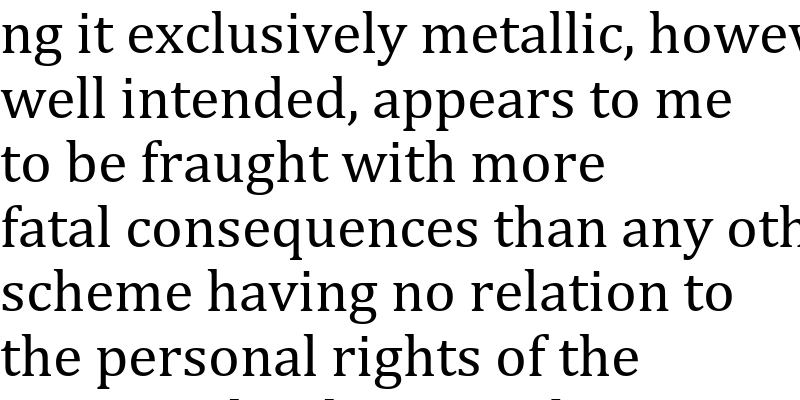 ng it exclusively metallic, howev
well intended, appears to me
to be fraught with more
fatal consequences than any oth
scheme having no relation to
the personal rights of the